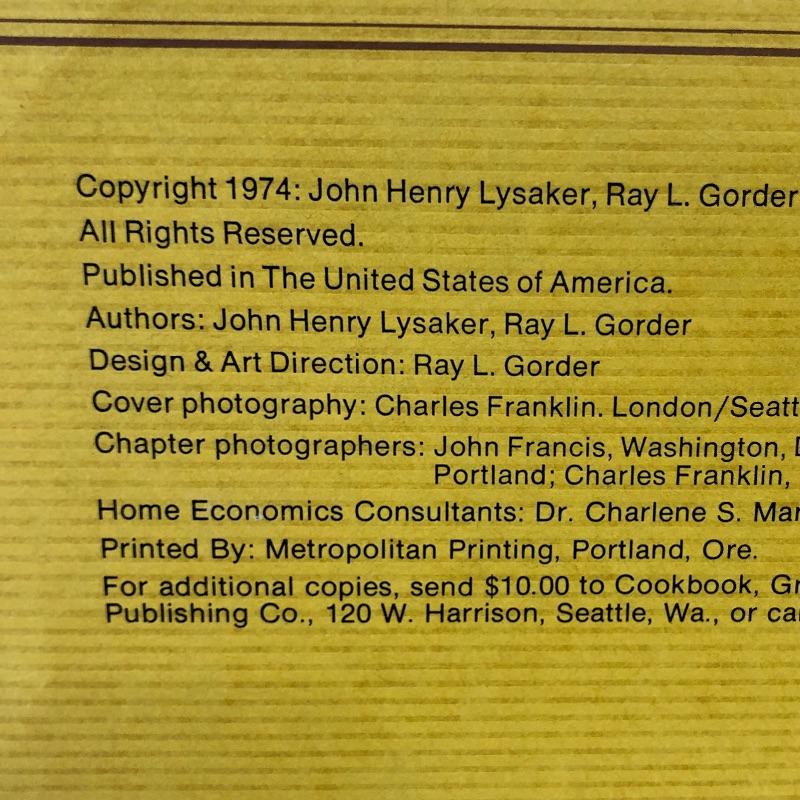 Copyright 1974: John Henry Lysaker, Ray L. Gorder
All Rights Reserved.
Published in The United States of America.
Authors: John Henry Lysaker, Ray L. Gorder
Design & Art Direction: Ray L. Gorder
Cover photography: Charles Franklin. London/Seatt
Chapter photographers: John Francis, Washington,
Portland; Charles Franklin,
Home Economics Consultants: Dr. Charlene S. Mar
Printed By: Metropolitan Printing, Portland, Ore.
For additional copies, send $10.00 to Cookbook, Gr
Publishing Co., 120 W. Harrison, Seattle, Wa., or ca